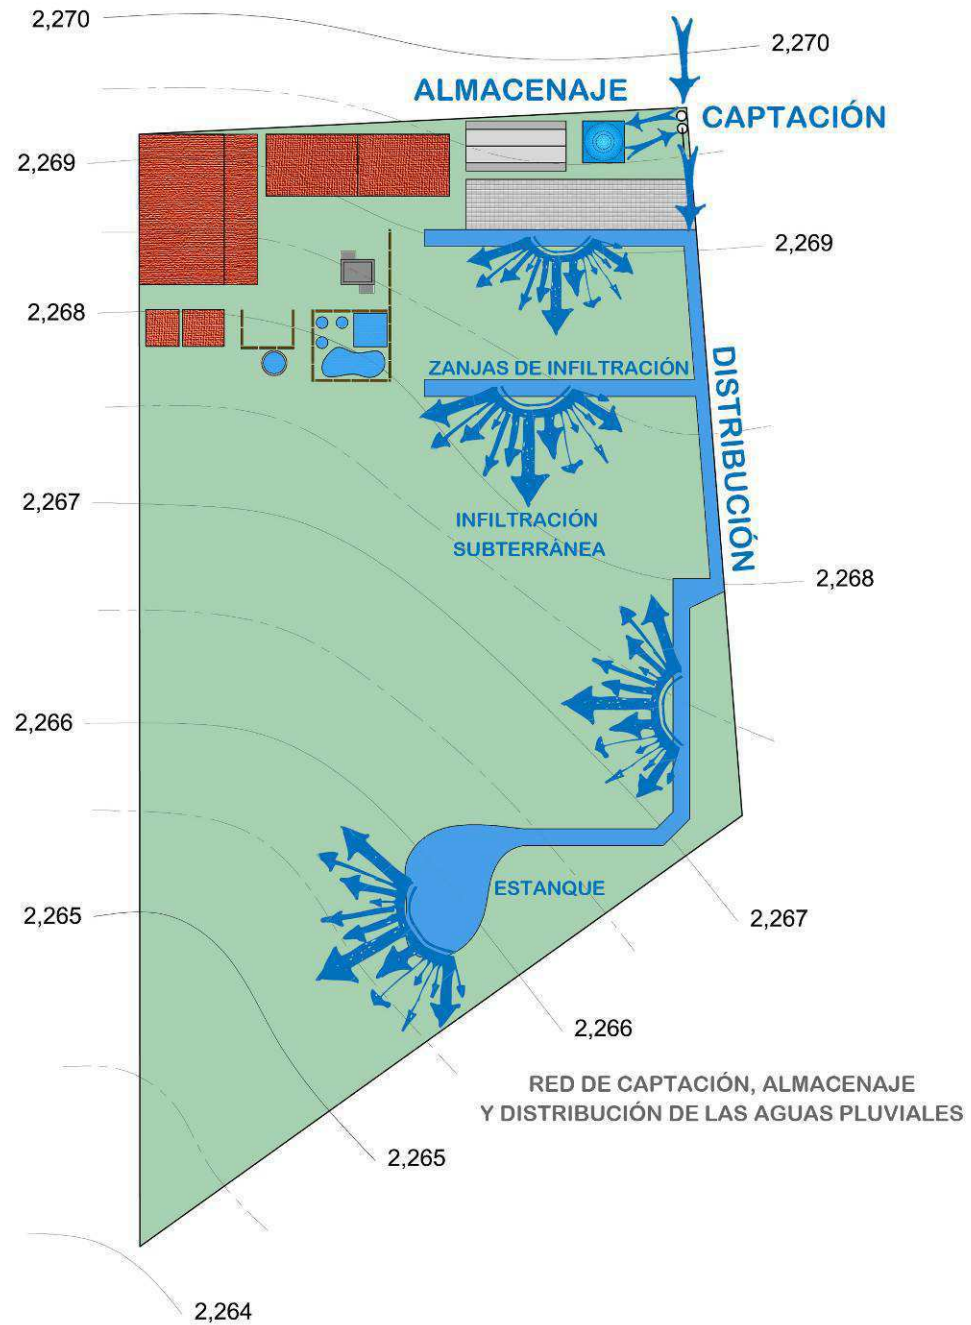 2,270
2,270
ALMACENAJE
CAPTACIÓN
2,269
2,269
2,268
ZANJAS DE INFILTRACIÓN
DISTRIBUCIÓN
2,267
INFILTRACIÓN
SUBTERRÁNEA
2,268
2,266
ESTANQUE
2,265
2,267
2,266
RED DE CAPTACIÓN, ALMACENAJE
Y DISTRIBUCIÓN DE LAS AGUAS PLUVIALES
2,265
2,264